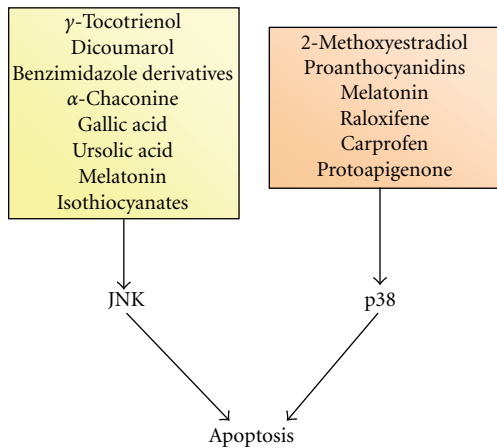 γ-Tocotrienol
Dicoumarol
Benzimidazole derivatives
α-Chaconine
Gallic acid
Ursolic acid
Melatonin
Isothiocyanates
2-Methoxyestradiol
Proanthocyanidins
Melatonin
Raloxifene
Carprofen
Protoapigenone
JNK
p38
Apoptosis